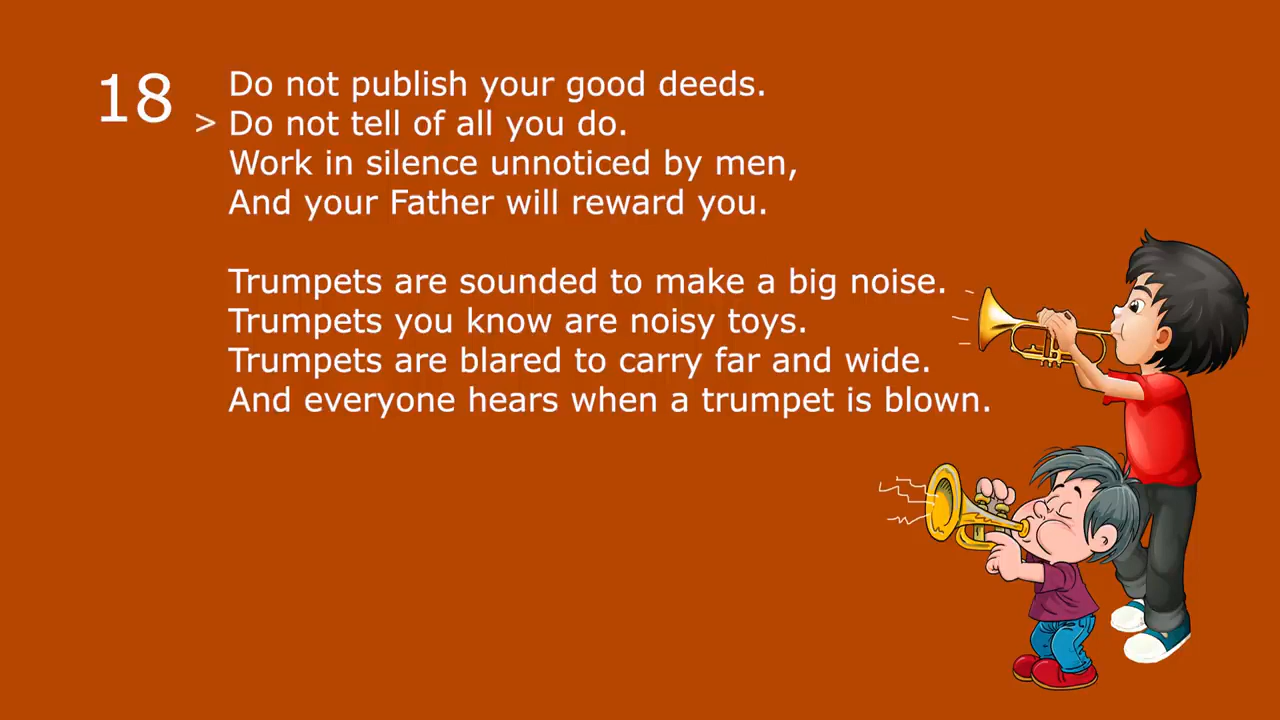 18
Do not publish your good deeds.
> Do not tell of all you do.
Work in silence unnoticed by men,
And your Father will reward you.
Trumpets are sounded to make a big noise.
Trumpets you know are noisy toys.
Trumpets are blared to carry far and wide.
And everyone hears when a trumpet is blown.